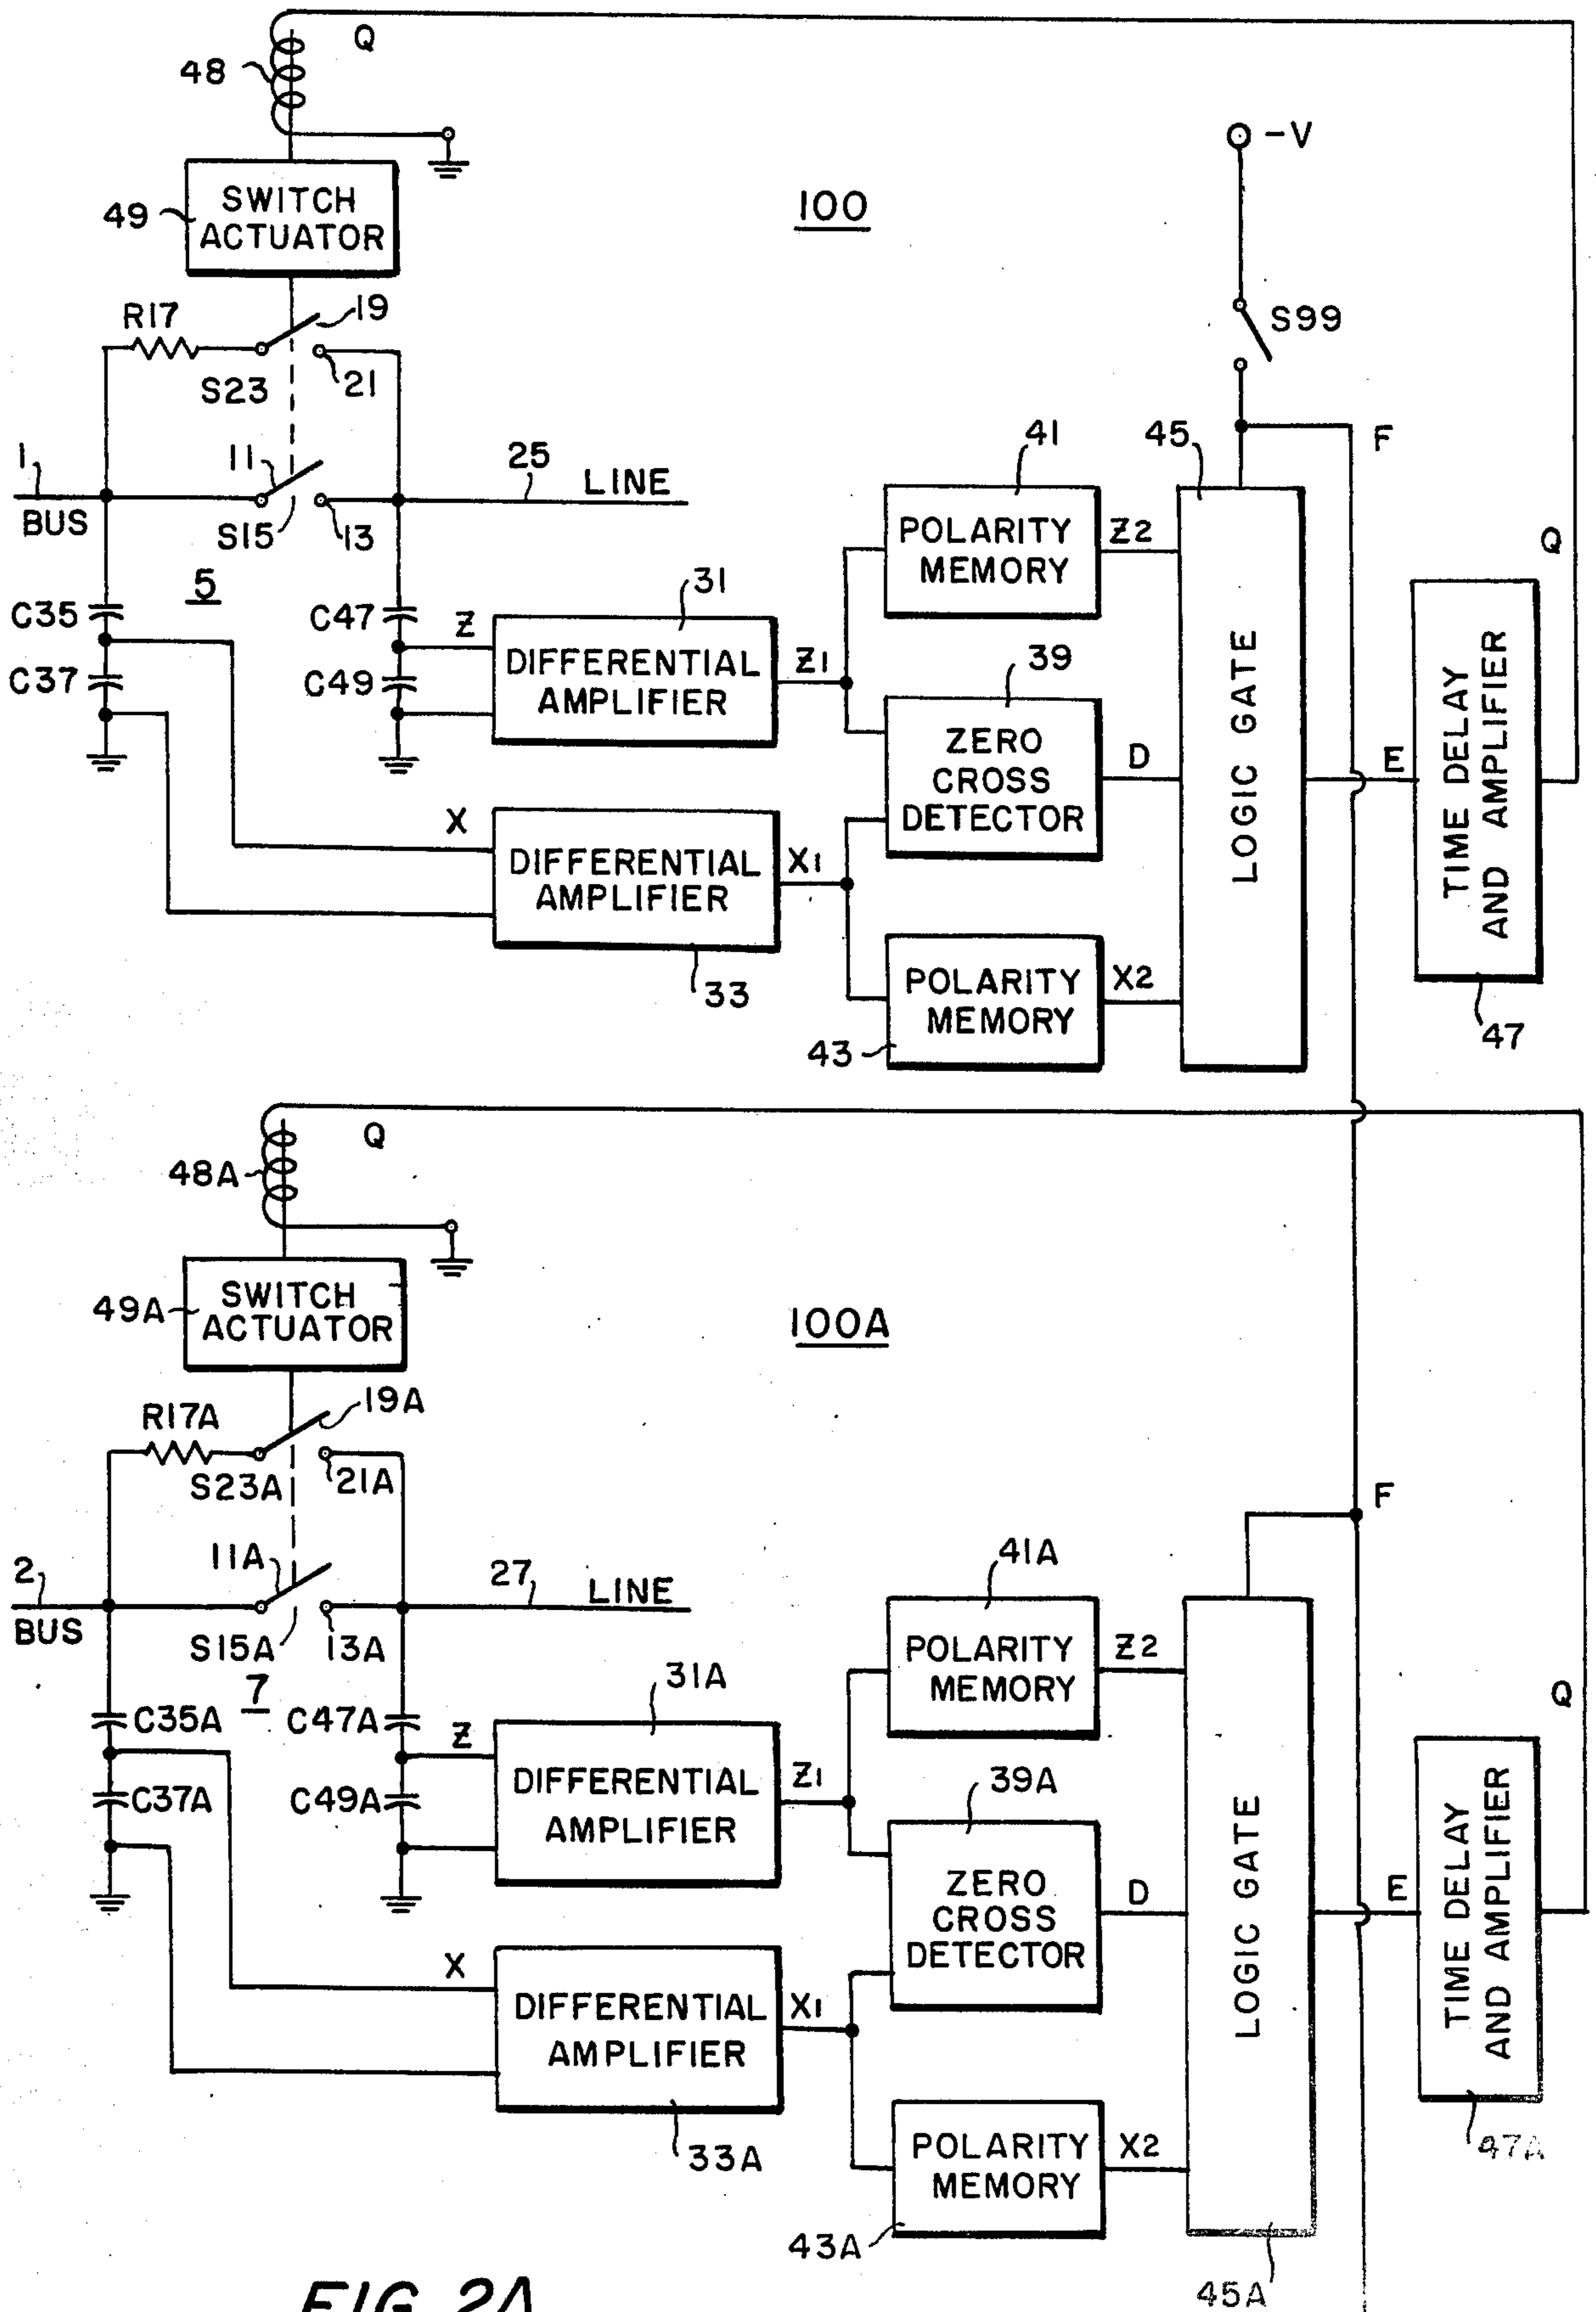 Q
48
-V
SWITCH
ACTUATOR
49
100
R17
19
S99
S23
21
41
45
F
1
11
25
LINE
BUS
S15
13
POLARITY
MEMORY
Z2
Q
5
31
C35
C47
Z
DIFFERENTIAL
AMPLIFIER
Z1
39
C37
C49
ZERO
CROSS
DETECTOR
D
LOGIC GATE
E
TIME DELAY
AND AMPLIFIER
X
DIFFERENTIAL
AMPLIFIER
X1
33
POLARITY
MEMORY
X2
43
47
Q
48A
SWITCH
ACTUATOR
49A
100A
R17A
19A
S23A
21A
F
2
11A
27
LINE
41A
BUS
S15A
13A
POLARITY
MEMORY
Z2
7
31A
Q
C35A
C47A
Z
DIFFERENTIAL
AMPLIFIER
Z1
39A
C37A
C49A
ZERO
CROSS
DETECTOR
D
LOGIC GATE
E
TIME DELAY
AND AMPLIFIER
X
DIFFERENTIAL
AMPLIFIER
X1
33A
POLARITY
MEMORY
X2
47A
43A
45A
FIG 2A